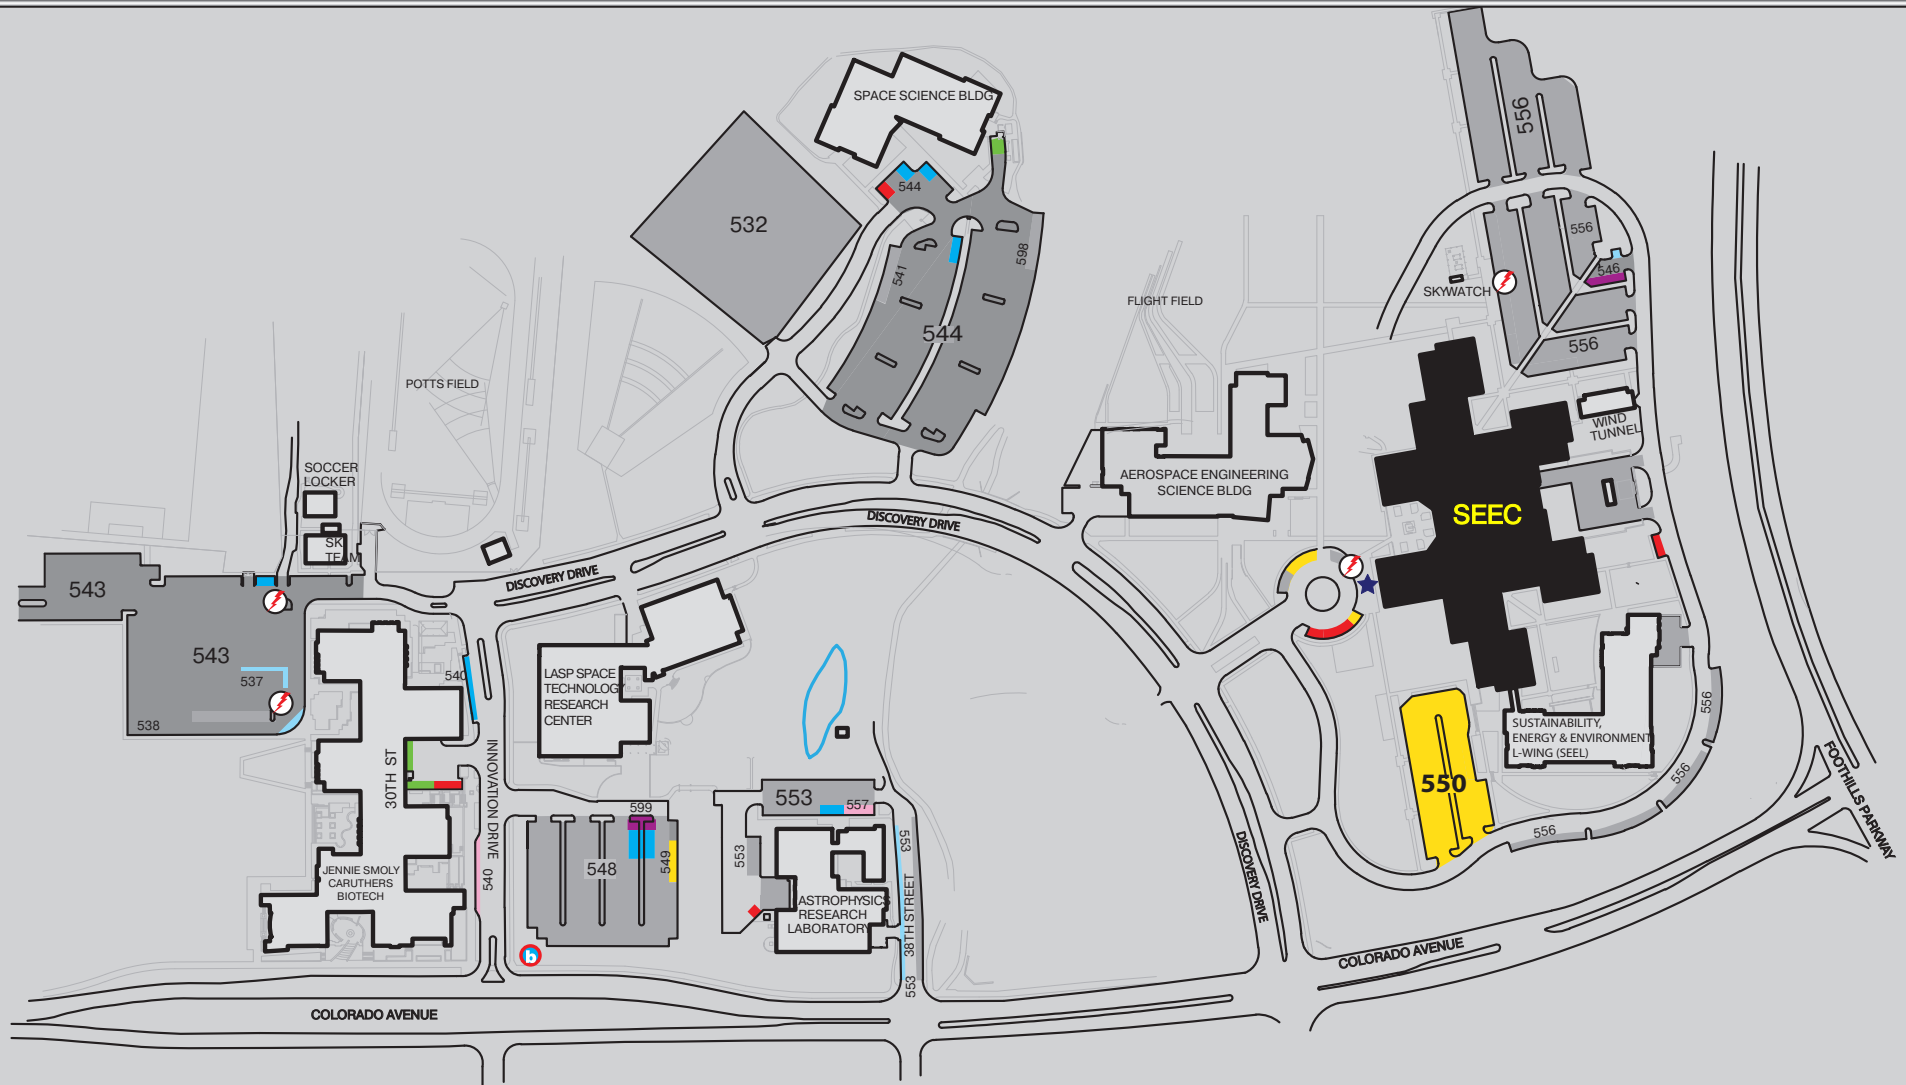 SPACE SCIENCE BLDG
556
544
532
541
598
556
546
SKYWATCH
FLIGHT FIELD
544
556
POTTS FIELD
WIND
TUNNEL
SOCCER
LOCKER
AEROSPACE ENGINEERING
SCIENCE BLDG
SEEC
DISCOVERY DRIVE
SKI
TEAM
DISCOVERY DRIVE
543
543
537
538
540
LASP SPACE
TECHNOLOGY
RESEARCH
CENTER
556
SUSTAINABILITY,
ENERGY & ENVIRONMENT
L-WING (SEEL)
550
556
556
30TH ST
INNOVATION DRIVE
540
599
553
557
548
549
553
553
38TH STREET
553
JENNIE SMOLY
CARUTHERS
BIOTECH
ASTROPHYSICS
RESEARCH
LABORATORY
b
DISCOVERY DRIVE
FOOTHILLS PARKWAY
COLORADO AVENUE
COLORADO AVENUE